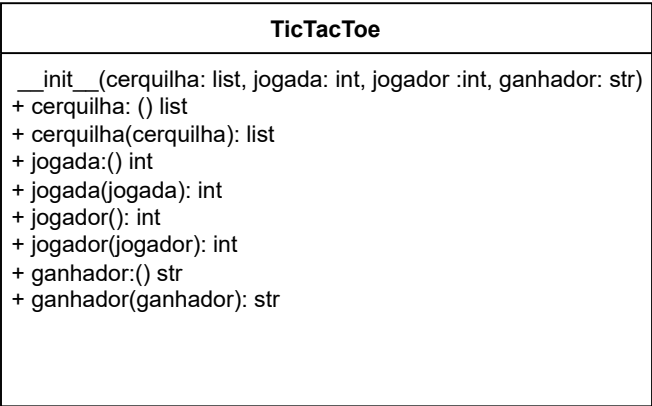 TicTacToe
__init__(cerquilha: list, jogada: int, jogador :int, ganhador: str)
+ cerquilha: () list
+ cerquilha(cerquilha): list
+ jogada:() int
+ jogada(jogada): int
+ jogador(): int
+ jogador(jogador): int
+ ganhador:() str
+ ganhador(ganhador): str